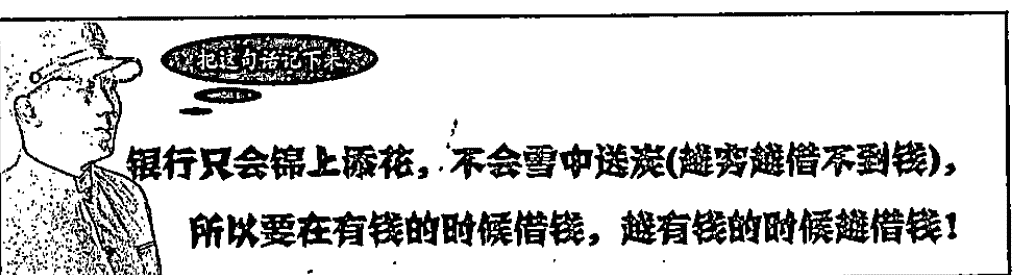 把这句话记下来
银行只会锦上添花，不会雪中送炭(越穷越借不到钱)，
所以要在有钱的时候借钱，越有钱的时候越借钱！